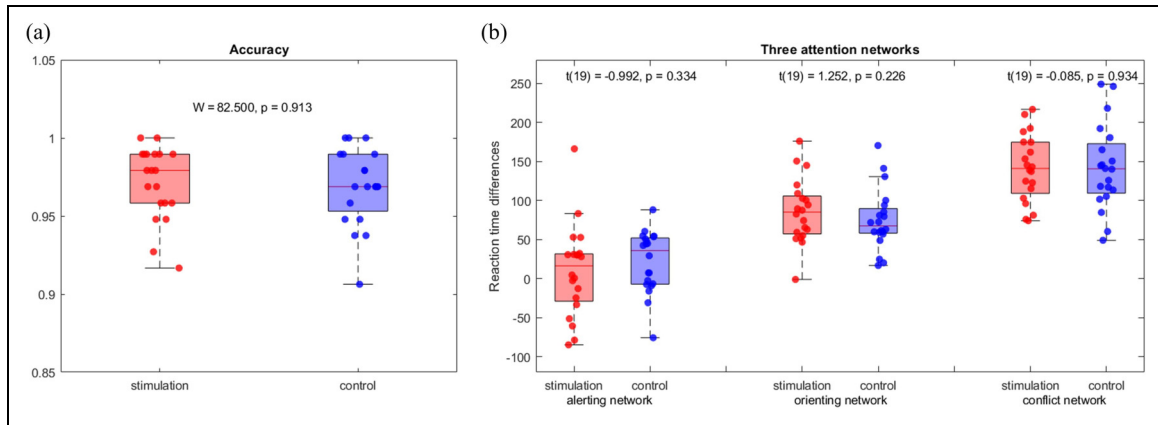 (a)
Accuracy
1.05
W = 82.500, p = 0.913
1
0.95
0.9
0.85
stimulation control
(b)
Three attention networks
t(19) = -0.992, p = 0.334 t(19) = 1.252, p = 0.226 t(19) = -0.085, p = 0.934
Reaction time differences
250
200
150
100
50
0
-50
-100
stimulation control stimulation control stimulation control
alerting network orienting network conflict network